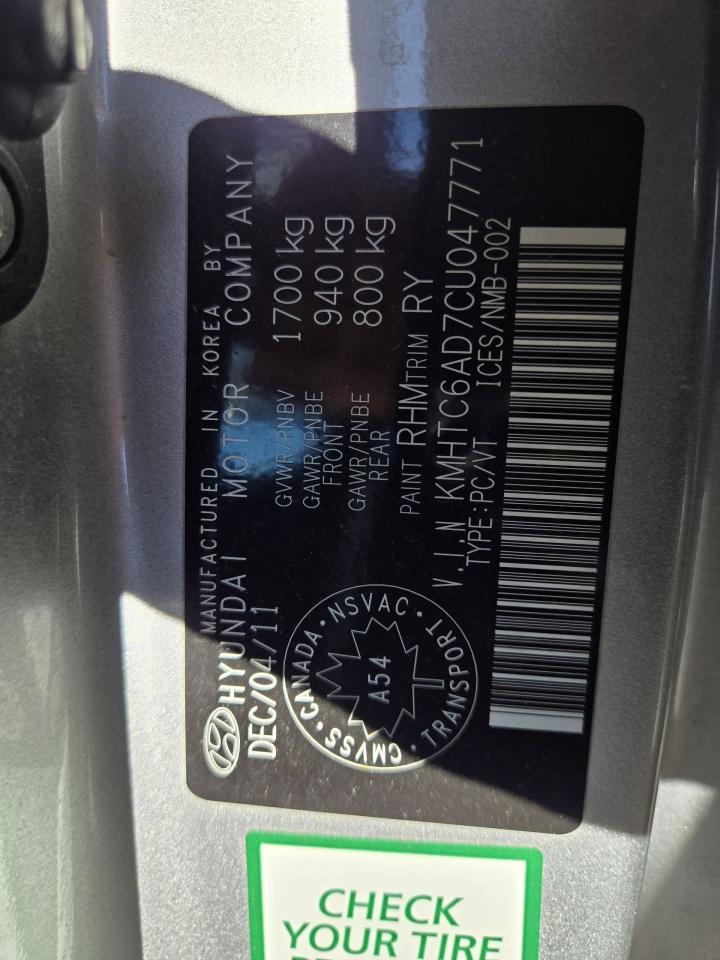 MANUFACTURED IN KOREA BY
HYUNDAI MOTOR COMPANY
DEC/04/11
GVWR/PNBV 1700 kg
GAWR/PNBE FRONT 940 kg
GAWR/PNBE REAR 800 kg
PAINT RHM TRIM RY
V.I.N KMHTC6AD7CU047771
TYPE:PC/VT ICES/NMB-002
CMVSS · CANADA · NSVAC · TRANSPORT ·
A54
CHECK
YOUR TIRE